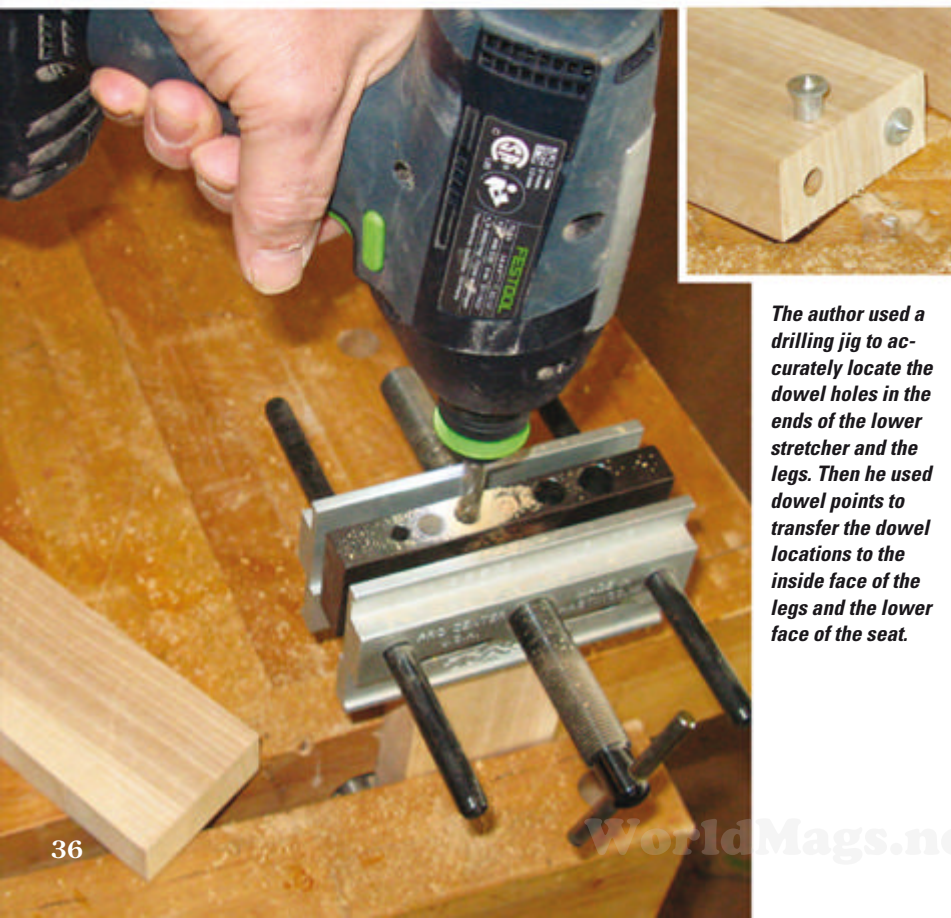 FESTOOL
The author used a
drilling jig to ac-
curately locate the
dowel holes in the
ends of the lower
stretcher and the
legs. Then he used
dowel points to
transfer the dowel
locations to the
inside face of the
legs and the lower
face of the seat.
36
WorldMags.ne